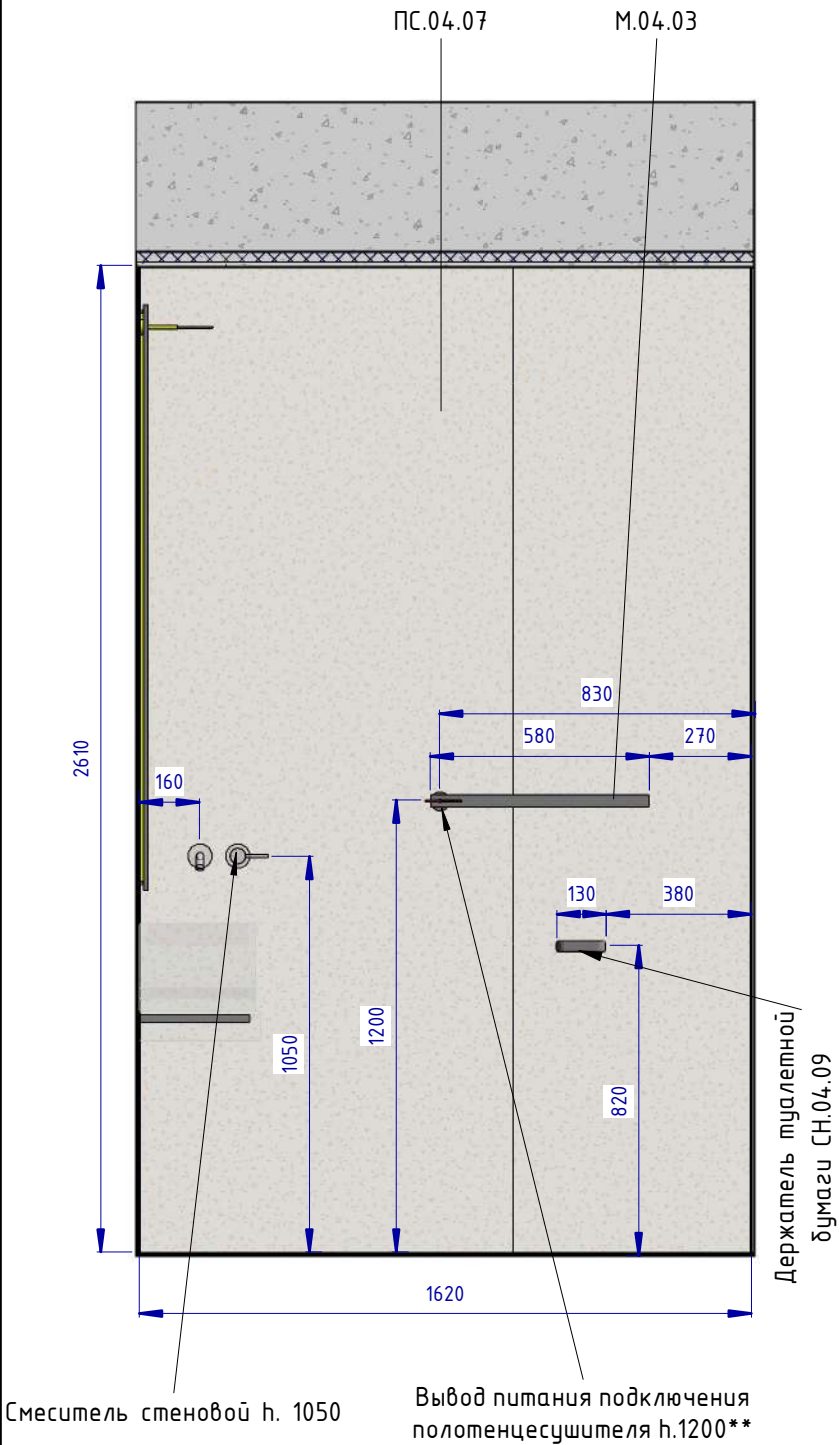 ПС.04.07
М.04.03
830
580
270
2610
160
130
380
1200
1050
820
Держатель туалетной
бумаги СН.04.09
1620
Смеситель стеновой h. 1050
Вывод питания подключения
полотенцесушителя h.1200**